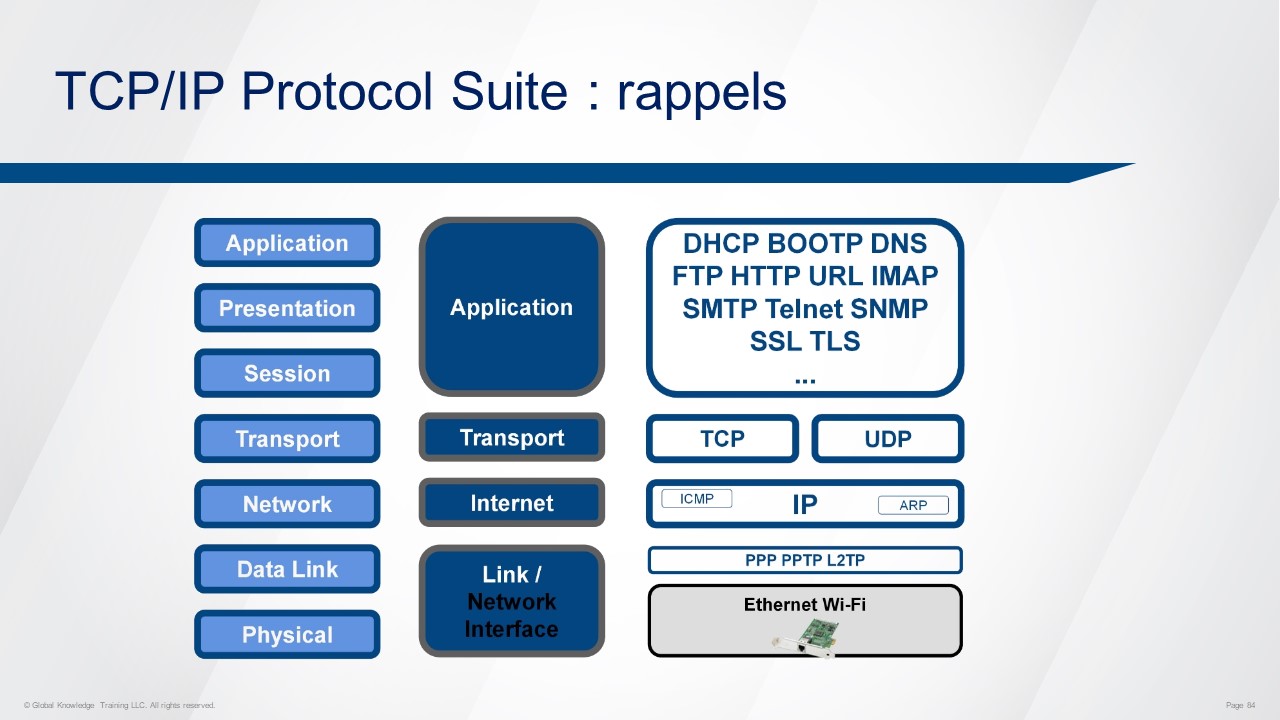 TCP/IP Protocol Suite : rappels
Application
Presentation
Session
Transport
Network
Data Link
Physical
Application
Transport
Internet
Link /
Network
Interface
DHCP BOOTP DNS
FTP HTTP URL IMAP
SMTP Telnet SNMP
SSL TLS
...
TCP
UDP
ICMP
IP
ARP
PPP PPTP L2TP
Ethernet Wi-Fi
© Global Knowledge Training LLC. All rights reserved.
Page 84